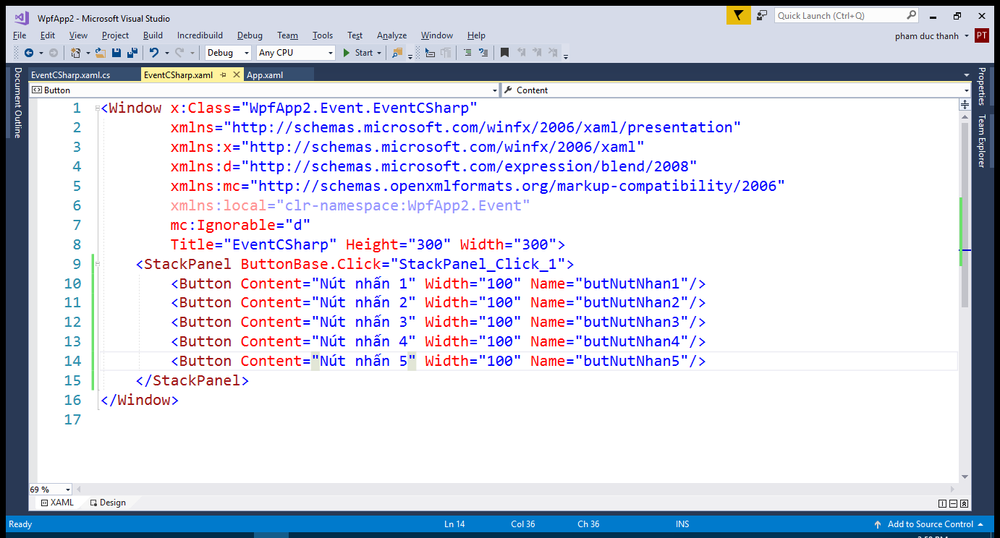 WpfApp2 - Microsoft Visual Studio
Quick Launch (Ctrl+Q)
File Edit View Project Build Incredibuild Debug Team Tools Test Analyze Window Help
pham duc thanh PT
Debug Any CPU Start
EventCSharp.xaml.cs EventCSharp.xaml App.xaml
Document Outline
Properties
Team Explorer
Button Content
1 <Window x:Class="WpfApp2.Event.EventCSharp"
2 xmlns="http://schemas.microsoft.com/winfx/2006/xaml/presentation"
3 xmlns:x="http://schemas.microsoft.com/winfx/2006/xaml"
4 xmlns:d="http://schemas.microsoft.com/expression/blend/2008"
5 xmlns:mc="http://schemas.openxmlformats.org/markup-compatibility/2006"
6 xmlns:local="clr-namespace:WpfApp2.Event"
7 mc:Ignorable="d"
8 Title="EventCSharp" Height="300" Width="300">
9 <StackPanel ButtonBase.Click="StackPanel_Click_1">
10 <Button Content="Nút nhấn 1" Width="100" Name="butNutNhan1"/>
11 <Button Content="Nút nhấn 2" Width="100" Name="butNutNhan2"/>
12 <Button Content="Nút nhấn 3" Width="100" Name="butNutNhan3"/>
13 <Button Content="Nút nhấn 4" Width="100" Name="butNutNhan4"/>
14 <Button Content="Nút nhấn 5" Width="100" Name="butNutNhan5"/>
15 </StackPanel>
16 </Window>
17
69 %
XAML Design
Ready Ln 14 Col 36 Ch 36 INS Add to Source Control